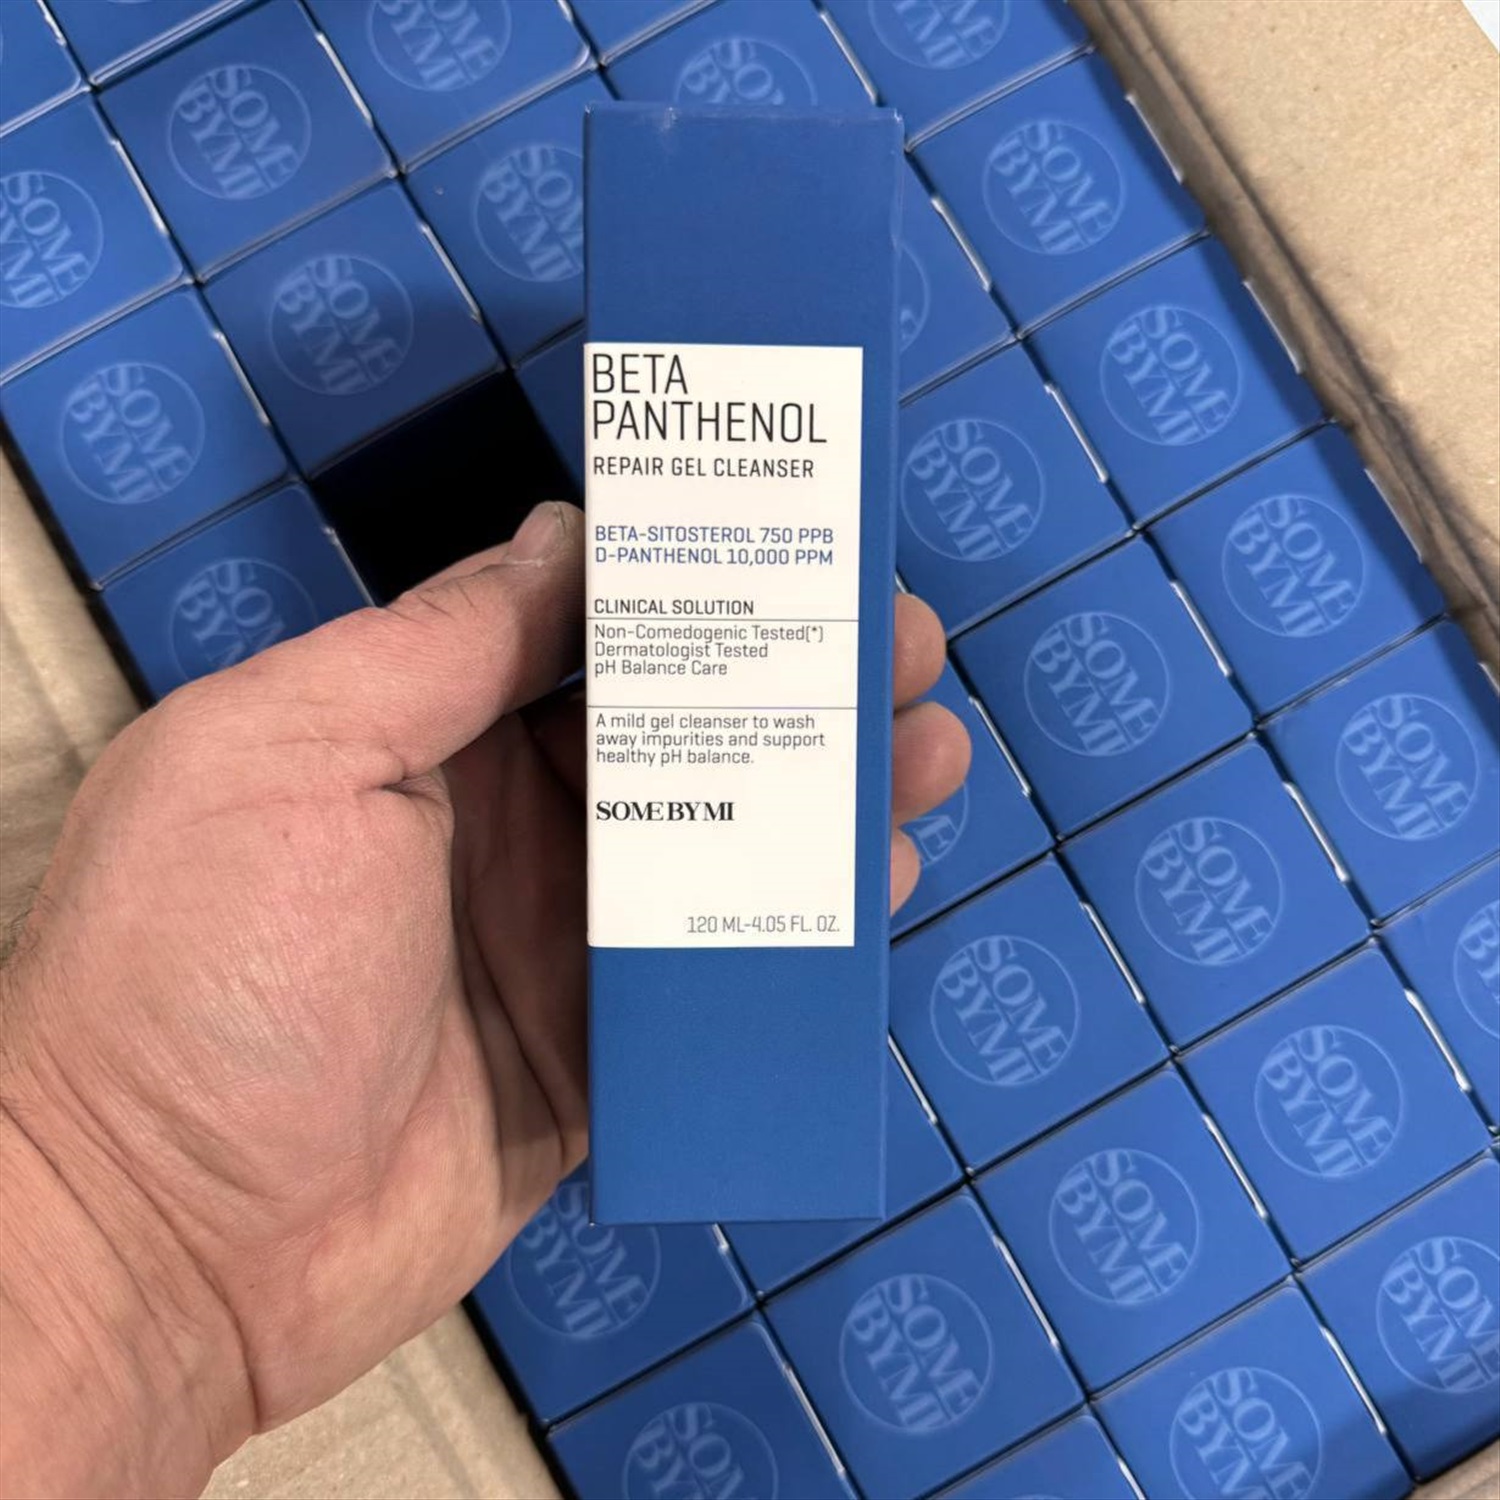 BETA
PANTHENOL
REPAIR GEL CLEANSER
BETA-SITOSTEROL 750 PPB
D-PANTHENOL 10,000 PPM
CLINICAL SOLUTION
Non-Comedogenic Tested(*)
Dermatologist Tested
pH Balance Care
A mild gel cleanser to wash
away impurities and support
healthy pH balance.
SOME BY MI
120 ML-4.05 FL. OZ.
SOME
BY MI